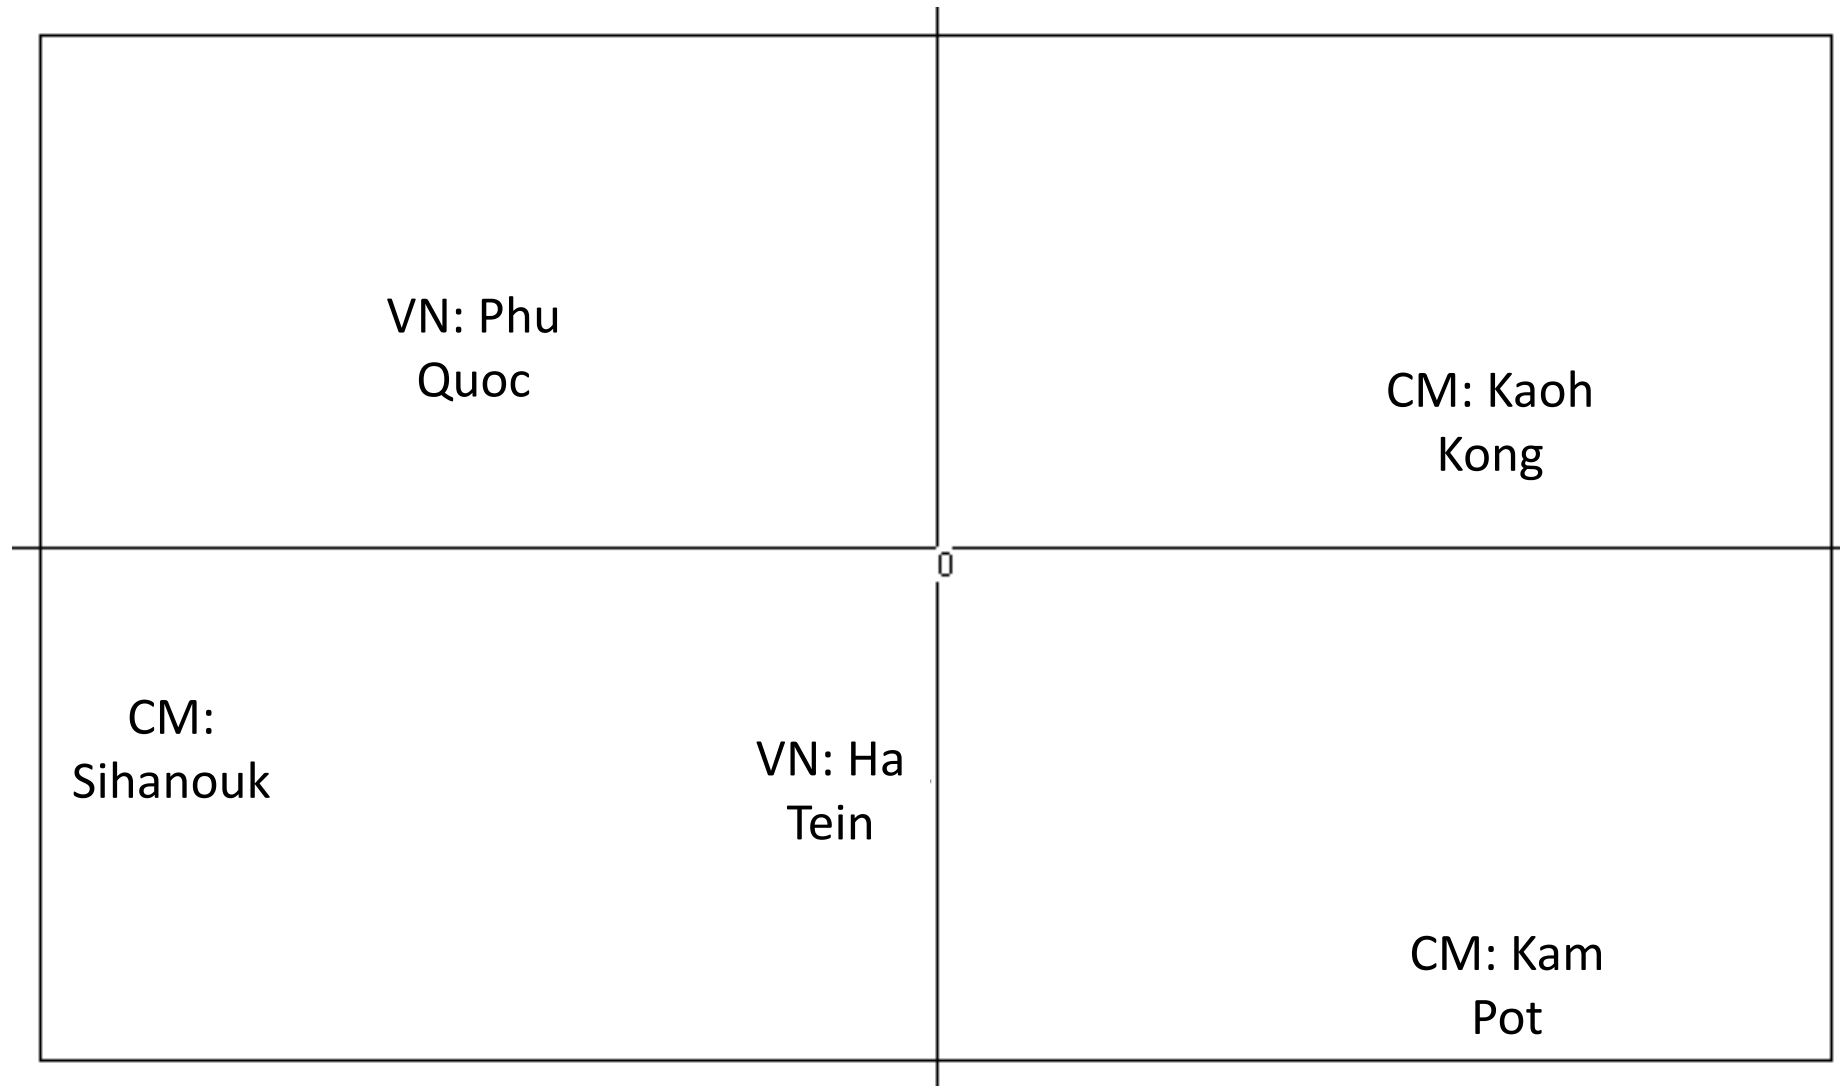 VN: Phu
Quoc
CM: Kaoh
Kong
0
CM:
Sihanouk
VN: Ha
Tein
CM: Kam
Pot